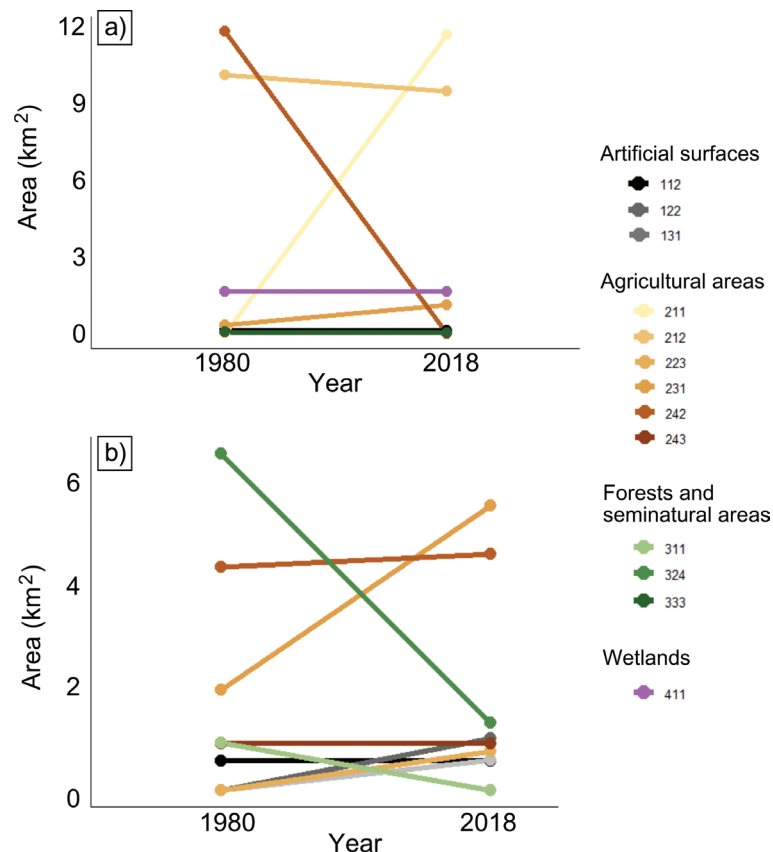 a)
12
9
6
3
0
Area (km²)
1980
2018
Year
b)
6
4
2
0
Area (km²)
1980
2018
Year
Artificial surfaces
112
122
131
Agricultural areas
211
212
223
231
242
243
Forests and
seminatural areas
311
324
333
Wetlands
411